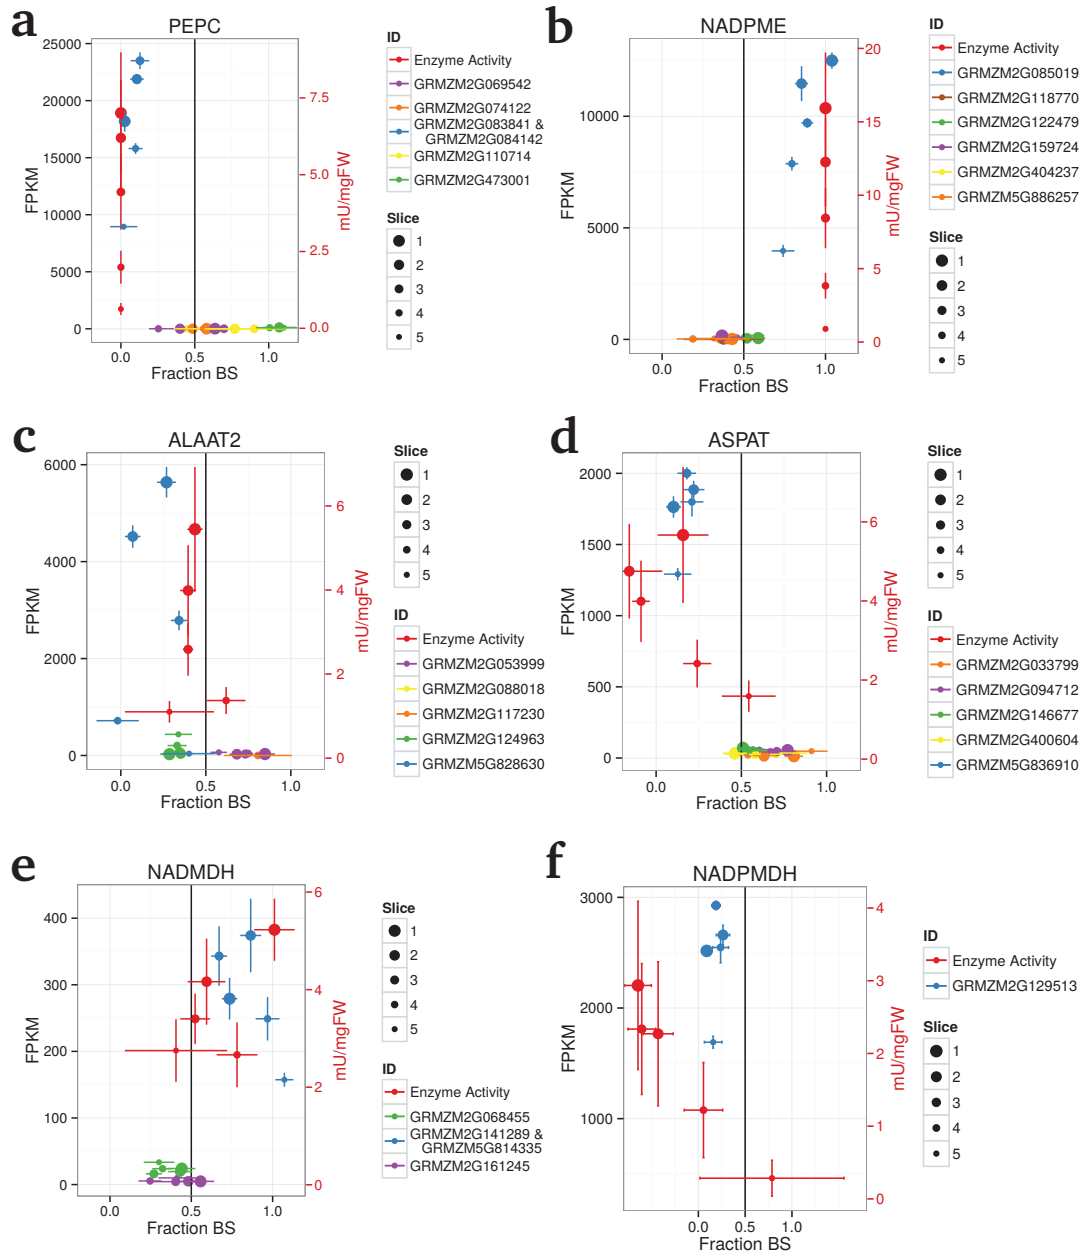 a
PEPC
25000
20000
15000
10000
5000
0
FPKM
7.5
5.0
2.5
0.0
mU/mgFW
0.0
0.5
1.0
Fraction BS
ID
Enzyme Activity
GRMZM2G069542
GRMZM2G074122
GRMZM2G083841 &
GRMZM2G084142
GRMZM2G110714
GRMZM2G473001
Slice
1
2
3
4
5
b
NADPME
10000
5000
0
FPKM
20
15
10
5
0
mU/mgFW
0.0
0.5
1.0
Fraction BS
ID
Enzyme Activity
GRMZM2G085019
GRMZM2G118770
GRMZM2G122479
GRMZM2G159724
GRMZM2G404237
GRMZM5G886257
Slice
1
2
3
4
5
c
ALAAT2
6000
4000
2000
0
FPKM
6
4
2
0
mU/mgFW
0.0
0.5
1.0
Fraction BS
Slice
1
2
3
4
5
ID
Enzyme Activity
GRMZM2G053999
GRMZM2G088018
GRMZM2G117230
GRMZM2G124963
GRMZM5G828630
d
ASPAT
2000
1500
1000
500
0
FPKM
6
4
2
0
mU/mgFW
0.0
0.5
1.0
Fraction BS
Slice
1
2
3
4
5
ID
Enzyme Activity
GRMZM2G033799
GRMZM2G094712
GRMZM2G146677
GRMZM2G400604
GRMZM5G836910
e
NADMDH
400
300
200
100
0
FPKM
6
4
2
0
mU/mgFW
0.0
0.5
1.0
Fraction BS
Slice
1
2
3
4
5
ID
Enzyme Activity
GRMZM2G068455
GRMZM2G141289 &
GRMZM5G814335
GRMZM2G161245
f
NADPMDH
3000
2000
1000
FPKM
4
3
2
1
0
mU/mgFW
0.0
0.5
1.0
Fraction BS
ID
Enzyme Activity
GRMZM2G129513
Slice
1
2
3
4
5